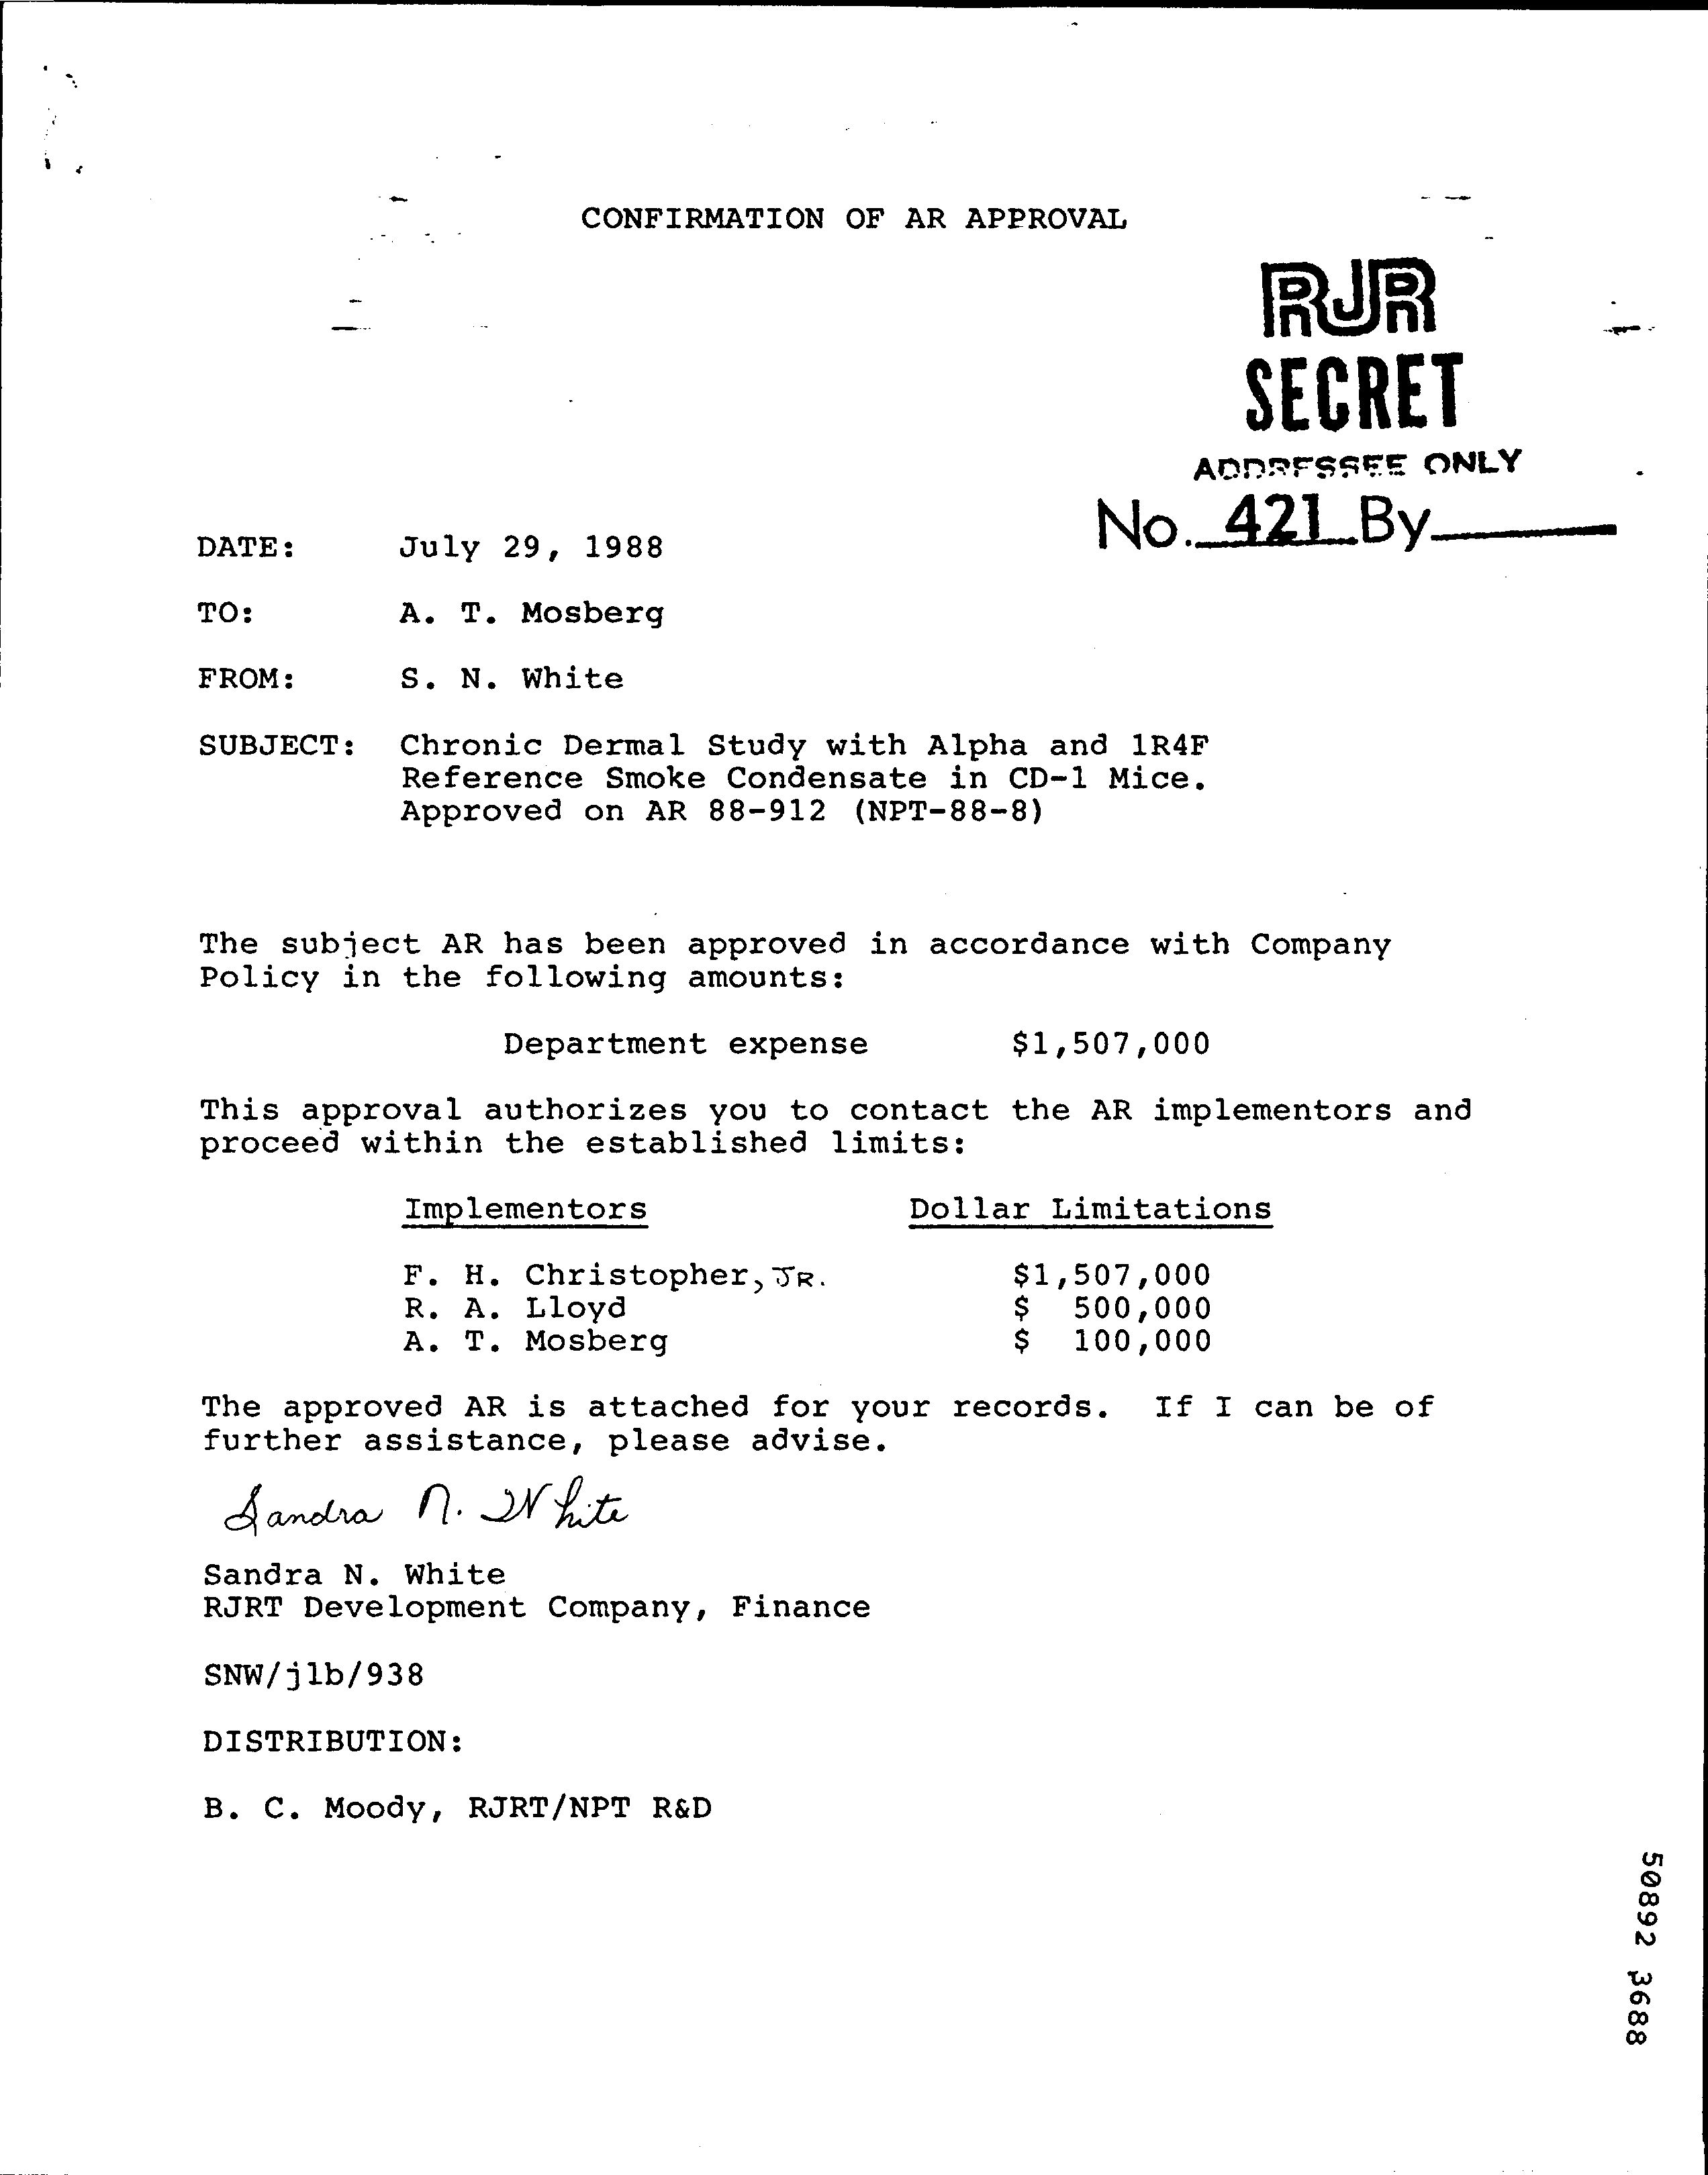 CONFIRMATION OF AR APPROVAL
RJR
SECRET
ADDRESSEE ONLY
No. 421 By
DATE: July 29, 1988
TO: A. T. Mosberg
FROM: S. N. White
SUBJECT: Chronic Dermal Study with Alpha and 1R4F
Reference Smoke Condensate in CD-1 Mice.
Approved on AR 88-912 (NPT-88-8)
The subject AR has been approved in accordance with Company
Policy in the following amounts:
Department expense $1,507,000
This approval authorizes you to contact the AR implementors and
proceed within the established limits:
Implementors Dollar Limitations
F. H. Christopher, JR. $1,507,000
R. A. Lloyd $ 500,000
A. T. Mosberg $ 100,000
The approved AR is attached for your records. If I can be of
further assistance, please advise.
Sandra N. White
Sandra N. White
RJRT Development Company, Finance
SNW/jlb/938
DISTRIBUTION:
B. C. Moody, RJRT/NPT R&D
50892 3688